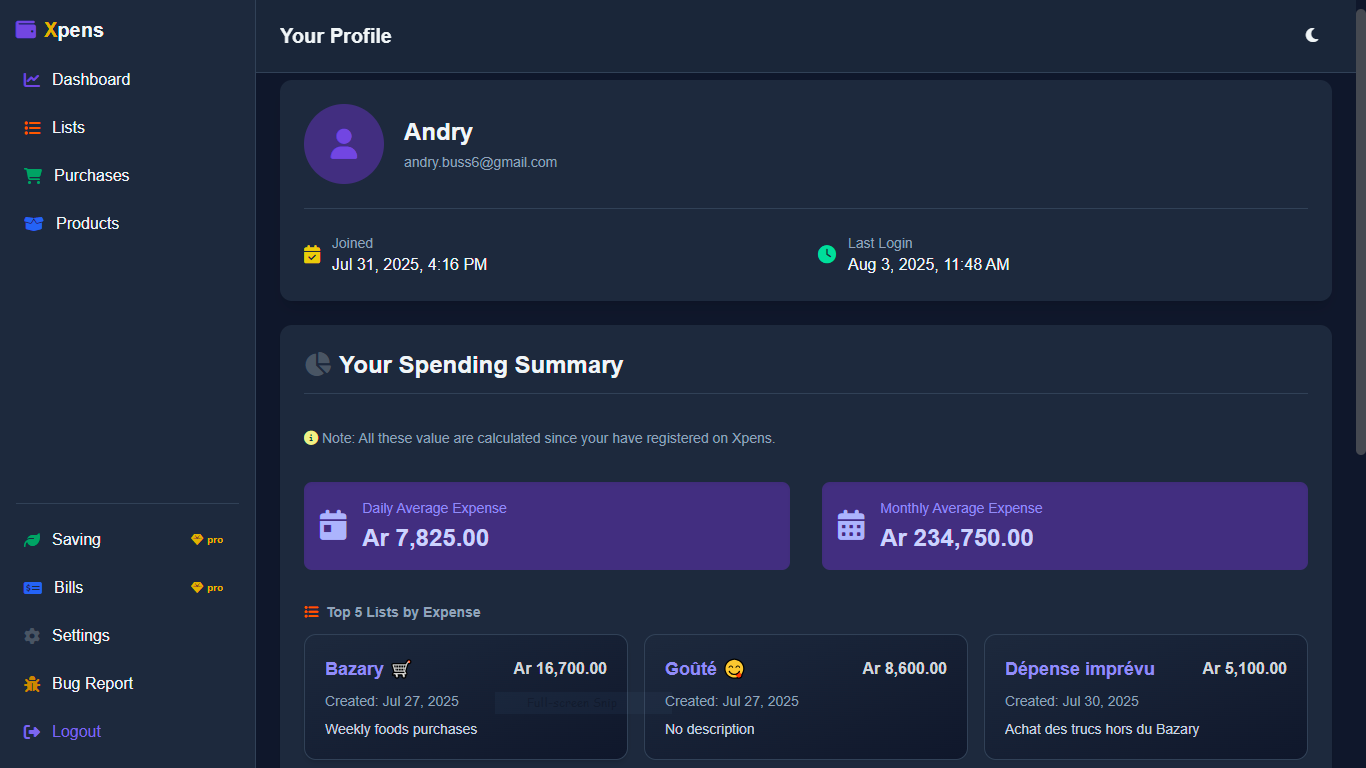 Xpens
Dashboard
Lists
Purchases
Products
Saving
pro
Bills
pro
Settings
Bug Report
Logout
Your Profile
Andry
andry.buss6@gmail.com
Joined
Jul 31, 2025, 4:16 PM
Last Login
Aug 3, 2025, 11:48 AM
Your Spending Summary
Note: All these value are calculated since your have registered on Xpens.
Daily Average Expense
Ar 7,825.00
Monthly Average Expense
Ar 234,750.00
Top 5 Lists by Expense
Bazary 🛒 Ar 16,700.00
Created: Jul 27, 2025
Weekly foods purchases
Goûté 😋 Ar 8,600.00
Created: Jul 27, 2025
No description
Dépense imprévu Ar 5,100.00
Created: Jul 30, 2025
Achat des trucs hors du Bazary